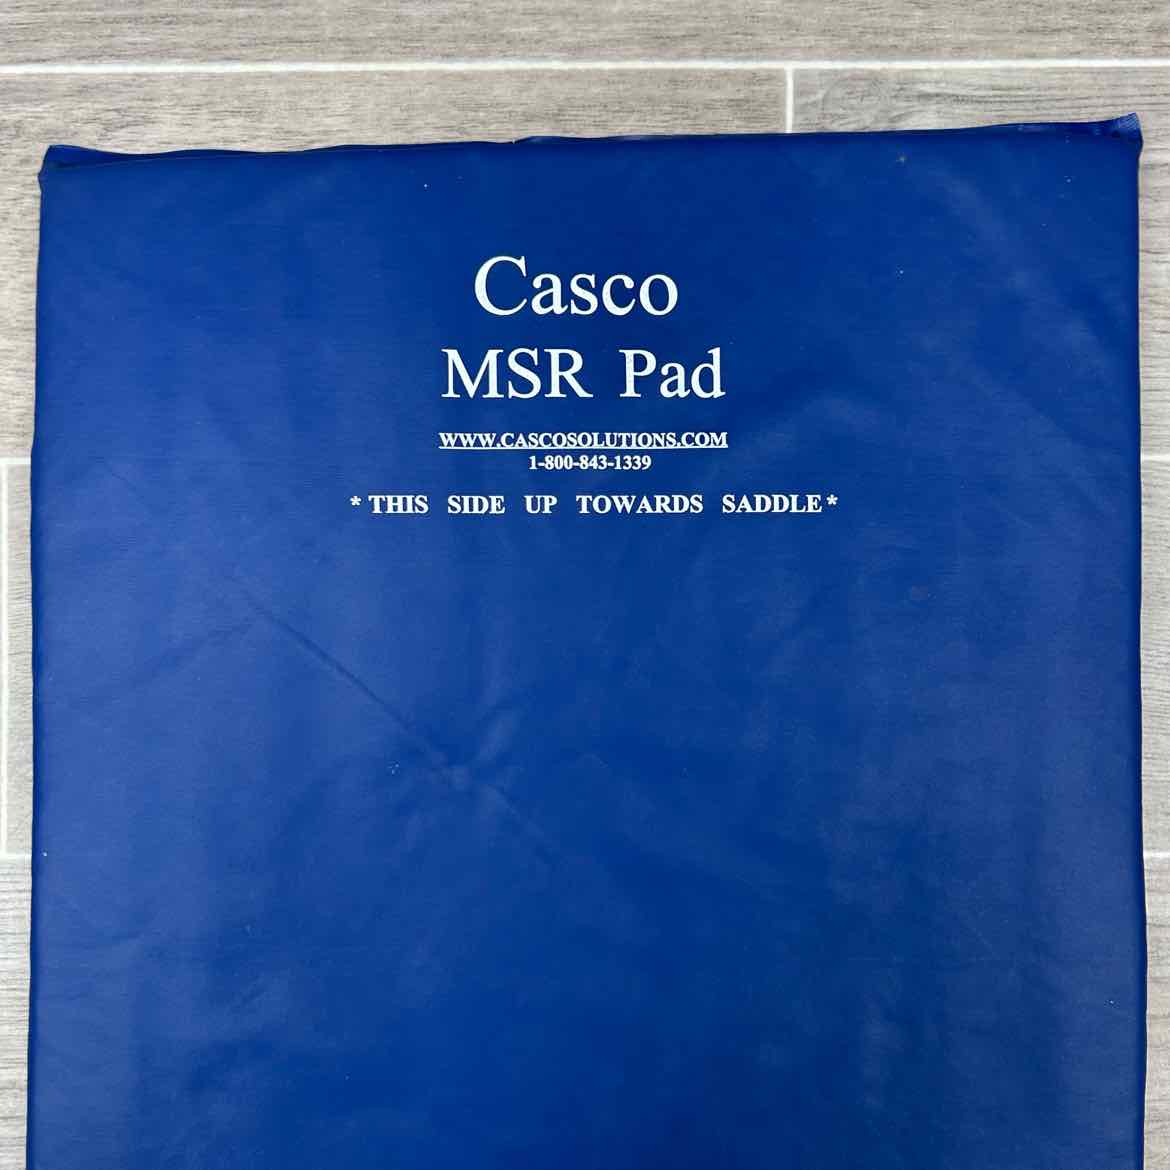 Casco
MSR Pad
WWW.CASCOSOLUTIONS.COM
1-800-843-1339
* THIS SIDE UP TOWARDS SADDLE *